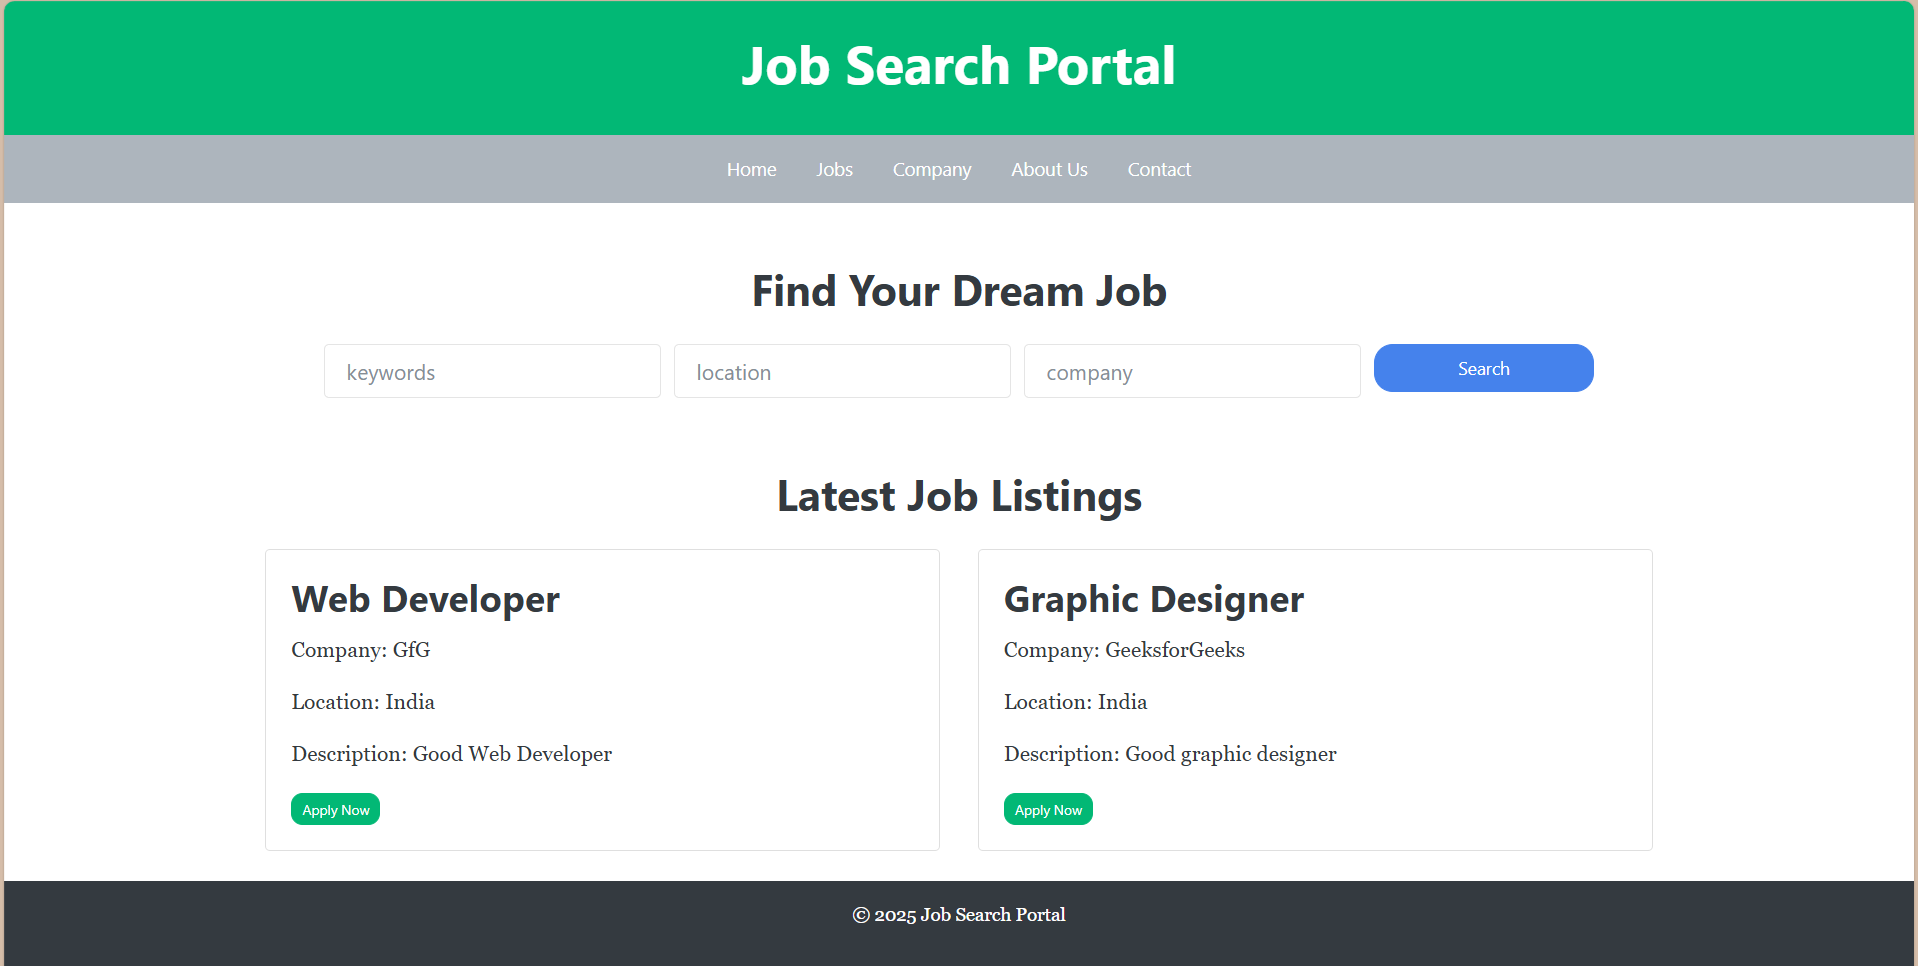 Job Search Portal
Home Jobs Company About Us Contact
Find Your Dream Job
keywords location company Search
Latest Job Listings
Web Developer
Company: GfG
Location: India
Description: Good Web Developer
Apply Now
Graphic Designer
Company: GeeksforGeeks
Location: India
Description: Good graphic designer
Apply Now
© 2025 Job Search Portal